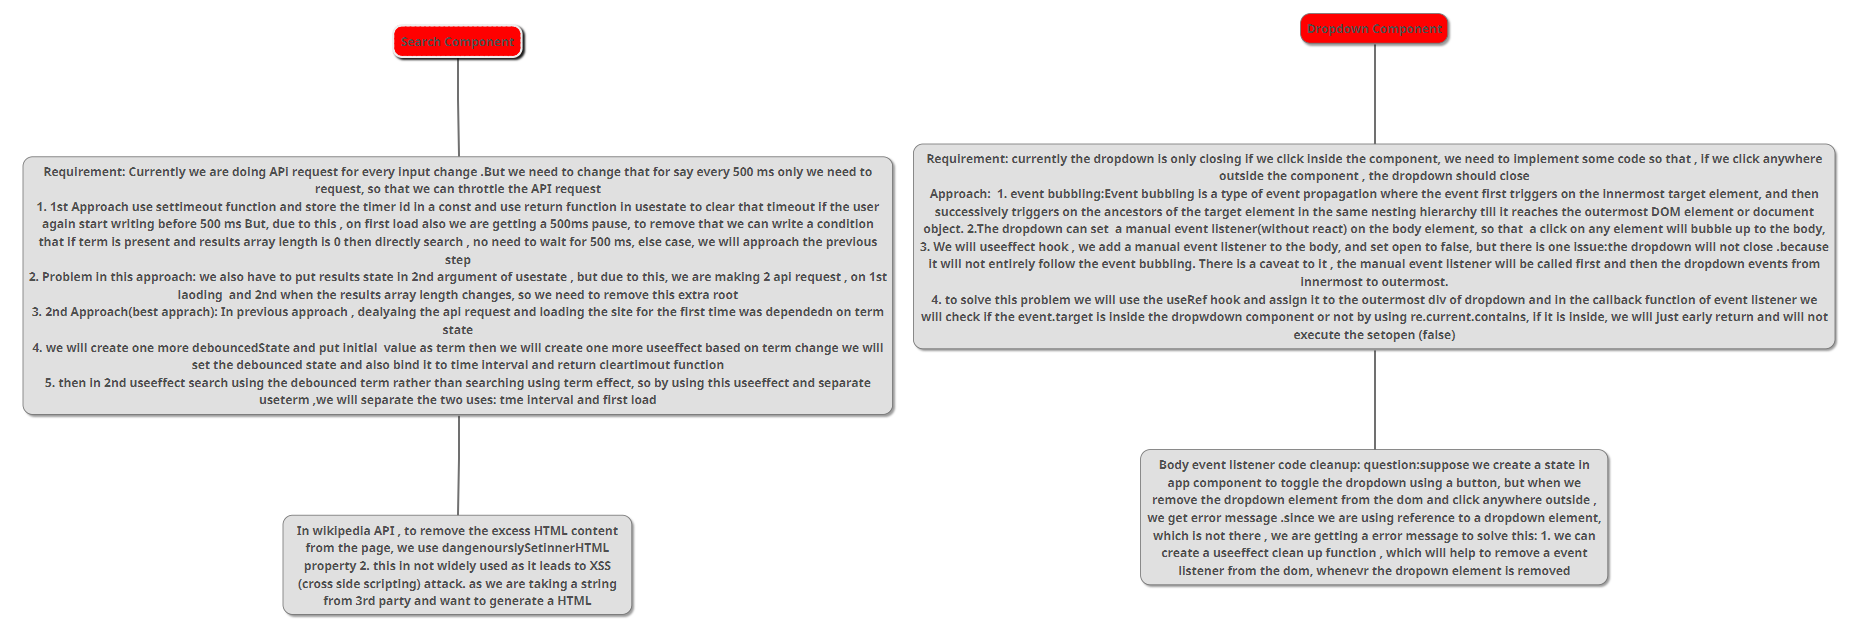 Search Component
Requirement: Currently we are doing API request for every input change .But we need to change that for say every 500 ms only we need to
request, so that we can throttle the API request
1. 1st Approach use settimeout function and store the timer id in a const and use return function in usestate to clear that timeout if the user
again start writing before 500 ms But, due to this , on first load also we are getting a 500ms pause, to remove that we can write a condition
that if term is present and results array length is 0 then directly search , no need to wait for 500 ms, else case, we will approach the previous
step
2. Problem in this approach: we also have to put results state in 2nd argument of usestate , but due to this, we are making 2 api request , on 1st
laoding  and 2nd when the results array length changes, so we need to remove this extra root
3. 2nd Approach(best apprach): In previous approach , dealyaing the api request and loading the site for the first time was dependedn on term
state
4. we will create one more debouncedState and put initial  value as term then we will create one more useeffect based on term change we will
set the debounced state and also bind it to time interval and return cleartimout function
5. then in 2nd useeffect search using the debounced term rather than searching using term effect, so by using this useeffect and separate
useterm ,we will separate the two uses: tme interval and first load
In wikipedia API , to remove the excess HTML content
from the page, we use dangenourslySetInnerHTML
property 2. this in not widely used as it leads to XSS
(cross side scripting) attack. as we are taking a string
from 3rd party and want to generate a HTML
Dropdown Component
Requirement: currently the dropdown is only closing if we click inside the component, we need to implement some code so that , if we click anywhere
outside the component , the dropdown should close
Approach:  1. event bubbling:Event bubbling is a type of event propagation where the event first triggers on the innermost target element, and then
successively triggers on the ancestors of the target element in the same nesting hierarchy till it reaches the outermost DOM element or document
object. 2.The dropdown can set  a manual event listener(without react) on the body element, so that  a click on any element will bubble up to the body,
3. We will useeffect hook , we add a manual event listener to the body, and set open to false, but there is one issue:the dropdown will not close .because
it will not entirely follow the event bubbling. There is a caveat to it , the manual event listener will be called first and then the dropdown events from
innermost to outermost.
4. to solve this problem we will use the useRef hook and assign it to the outermost div of dropdown and in the callback function of event listener we
will check if the event.target is inside the dropwdown component or not by using re.current.contains, if it is inside, we will just early return and will not
execute the setopen (false)
Body event listener code cleanup: question:suppose we create a state in
app component to toggle the dropdown using a button, but when we
remove the dropdown element from the dom and click anywhere outside ,
we get error message .since we are using reference to a dropdown element,
which is not there , we are getting a error message to solve this: 1. we can
create a useeffect clean up function , which will help to remove a event
listener from the dom, whenevr the dropown element is removed